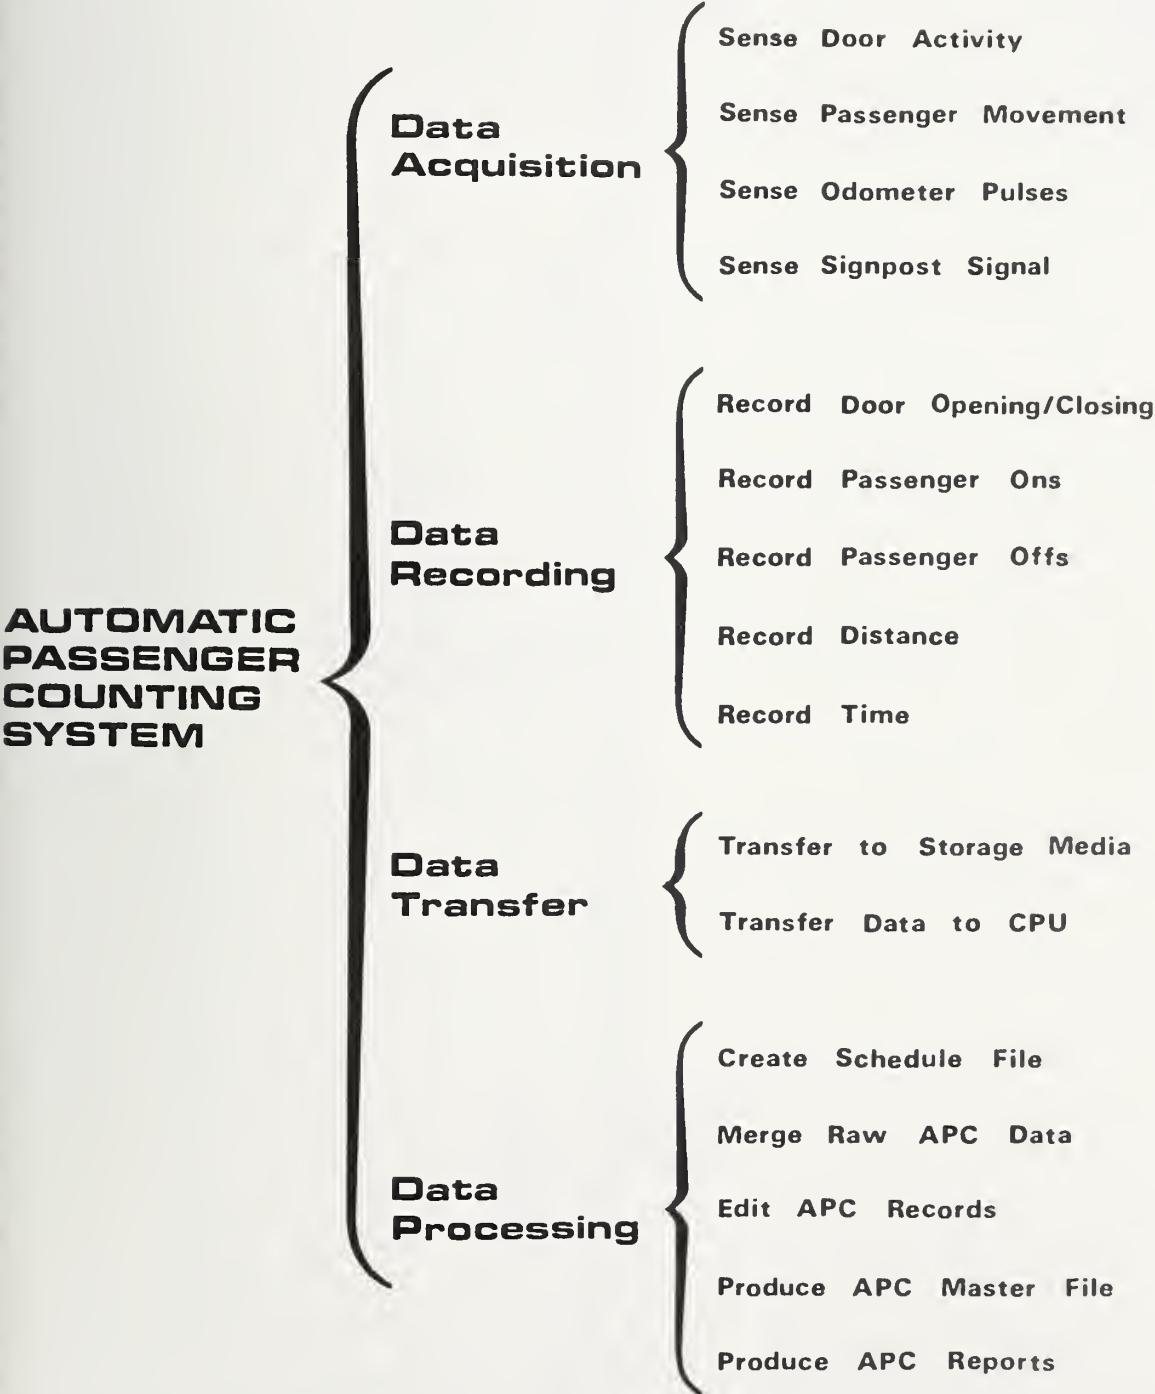 AUTOMATIC
PASSENGER
COUNTING
SYSTEM
Data
Acquisition
Sense Door Activity
Sense Passenger Movement
Sense Odometer Pulses
Sense Signpost Signal
Data
Recording
Record Door Opening/Closing
Record Passenger Ons
Record Passenger Offs
Record Distance
Record Time
Data
Transfer
Transfer to Storage Media
Transfer Data to CPU
Data
Processing
Create Schedule File
Merge Raw APC Data
Edit APC Records
Produce APC Master File
Produce APC Reports